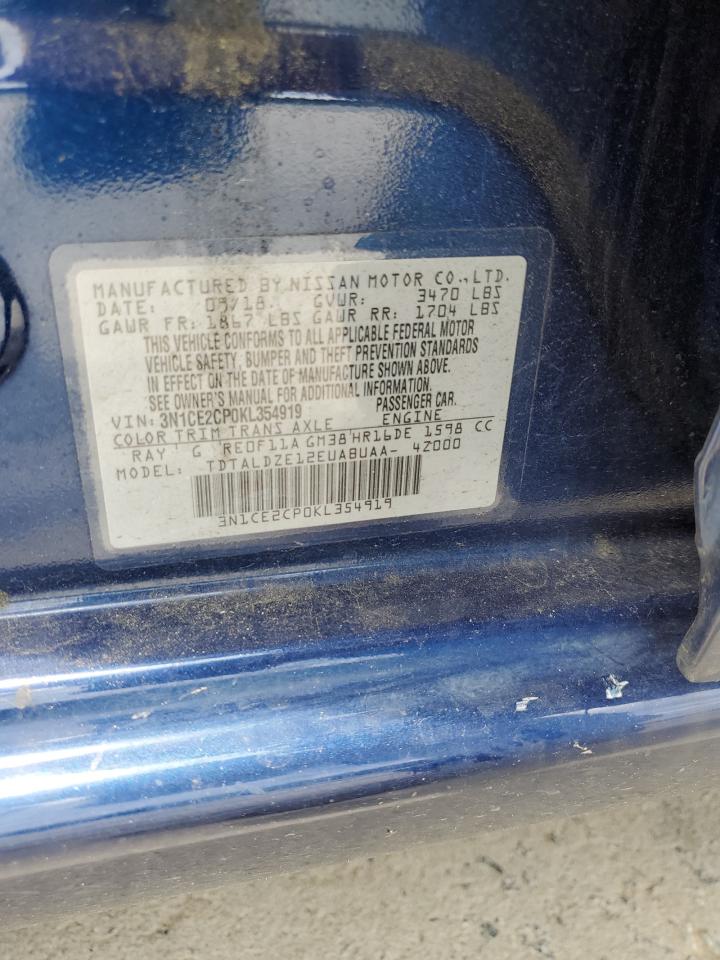 MANUFACTURED BY NISSAN MOTOR CO.,LTD.
DATE: 09/18 GVWR: 3470 LBS
GAWR FR: 1867 LBS GAWR RR: 1704 LBS
THIS VEHICLE CONFORMS TO ALL APPLICABLE FEDERAL MOTOR
VEHICLE SAFETY, BUMPER AND THEFT PREVENTION STANDARDS
IN EFFECT ON THE DATE OF MANUFACTURE SHOWN ABOVE.
SEE OWNER'S MANUAL FOR ADDITIONAL INFORMATION.
VIN: 3N1CE2CP0KL354919 PASSENGER CAR.
COLOR TRIM TRANS AXLE ENGINE
RAY G RE0F11A GM38 HR16DE 1598 CC
MODEL: TDTALDZE12EUABUAA- 42000
3N1CE2CP0KL354919